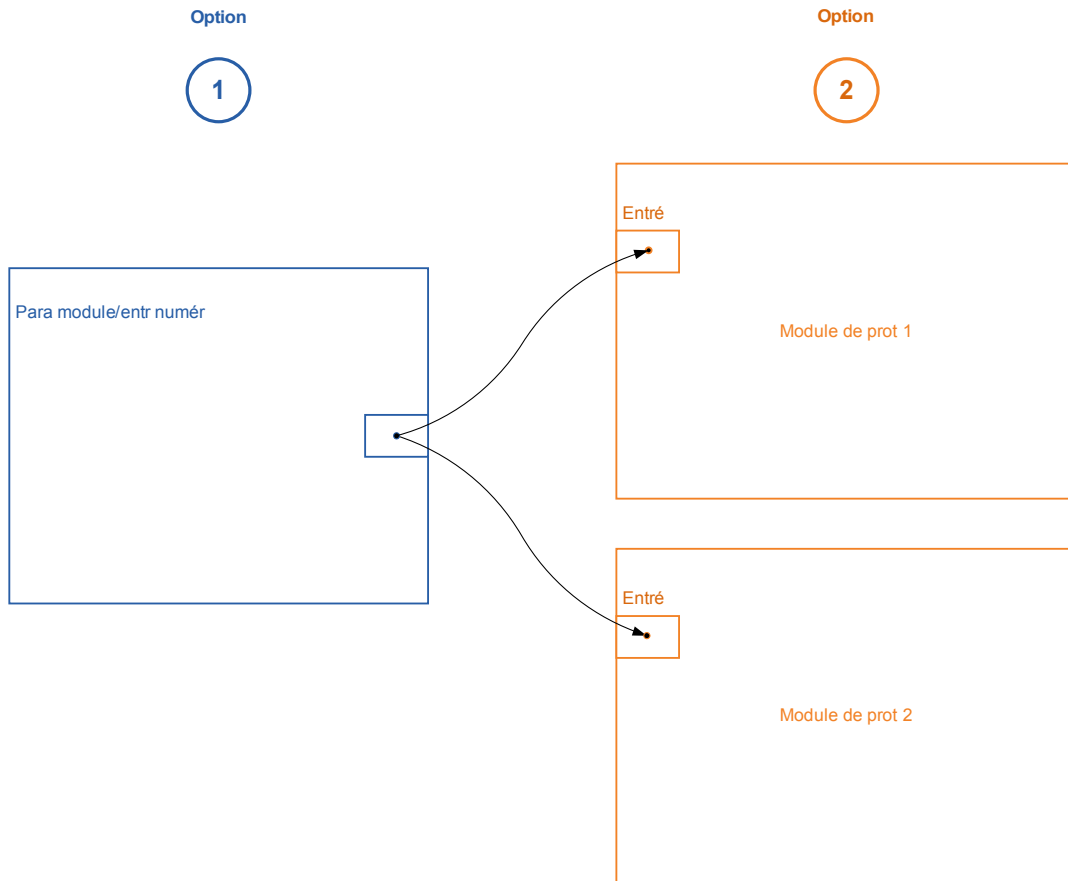 Option
Option
1
2
Entré
Para module/entr numér
Module de prot 1
Entré
Module de prot 2